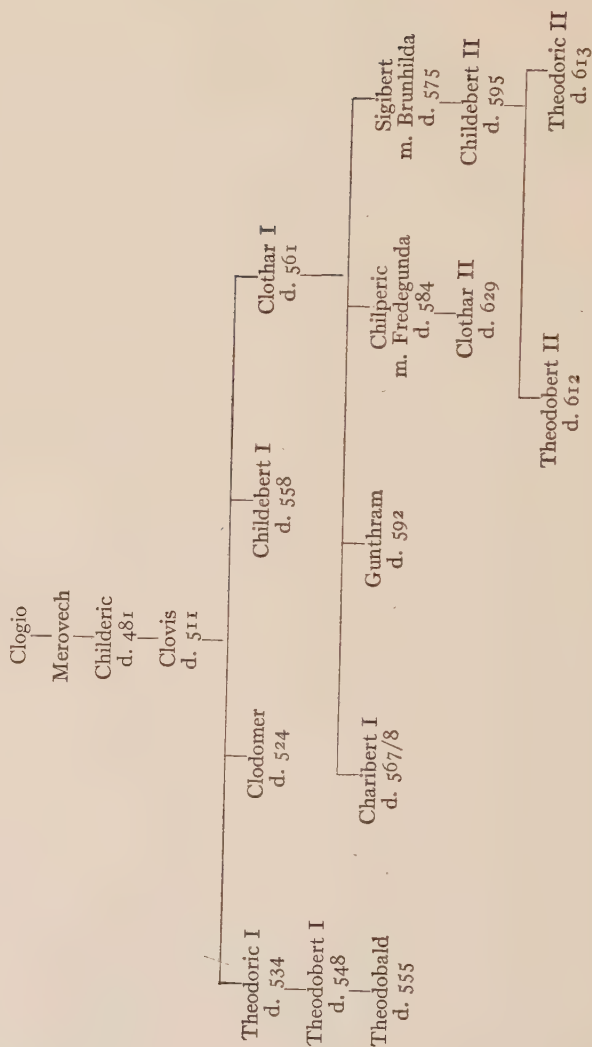 Clogio
Merovech
Childeric
d. 481
Clovis
d. 511
Theodoric I
d. 534
Theodobert I
d. 548
Theodobald
d. 555
Clodomer
d. 524
Childebert I
d. 558
Clothar I
d. 561
Charibert I
d. 567/8
Gunthram
d. 592
Chilperic
m. Fredegunda
d. 584
Clothar II
d. 629
Sigibert
m. Brunhilda
d. 575
Childebert II
d. 595
Theodobert II
d. 612
Theodoric II
d. 613